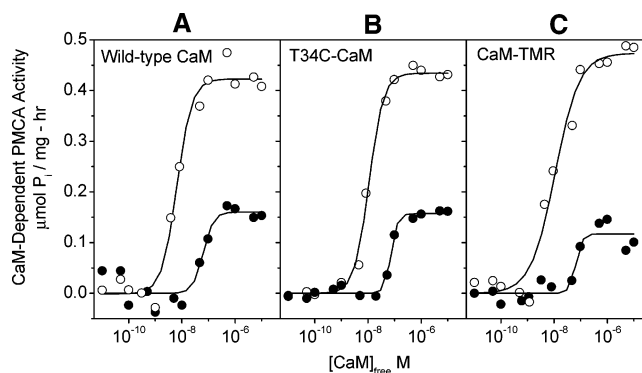 A B C
CaM-Dependent PMCA Activity
μmol Pi / mg - hr
0.5
0.4
0.3
0.2
0.1
0.0
Wild-type CaM
T34C-CaM
CaM-TMR
10-10 10-8 10-6 10-10 10-8 10-6 10-10 10-8 10-6
[CaM]free M